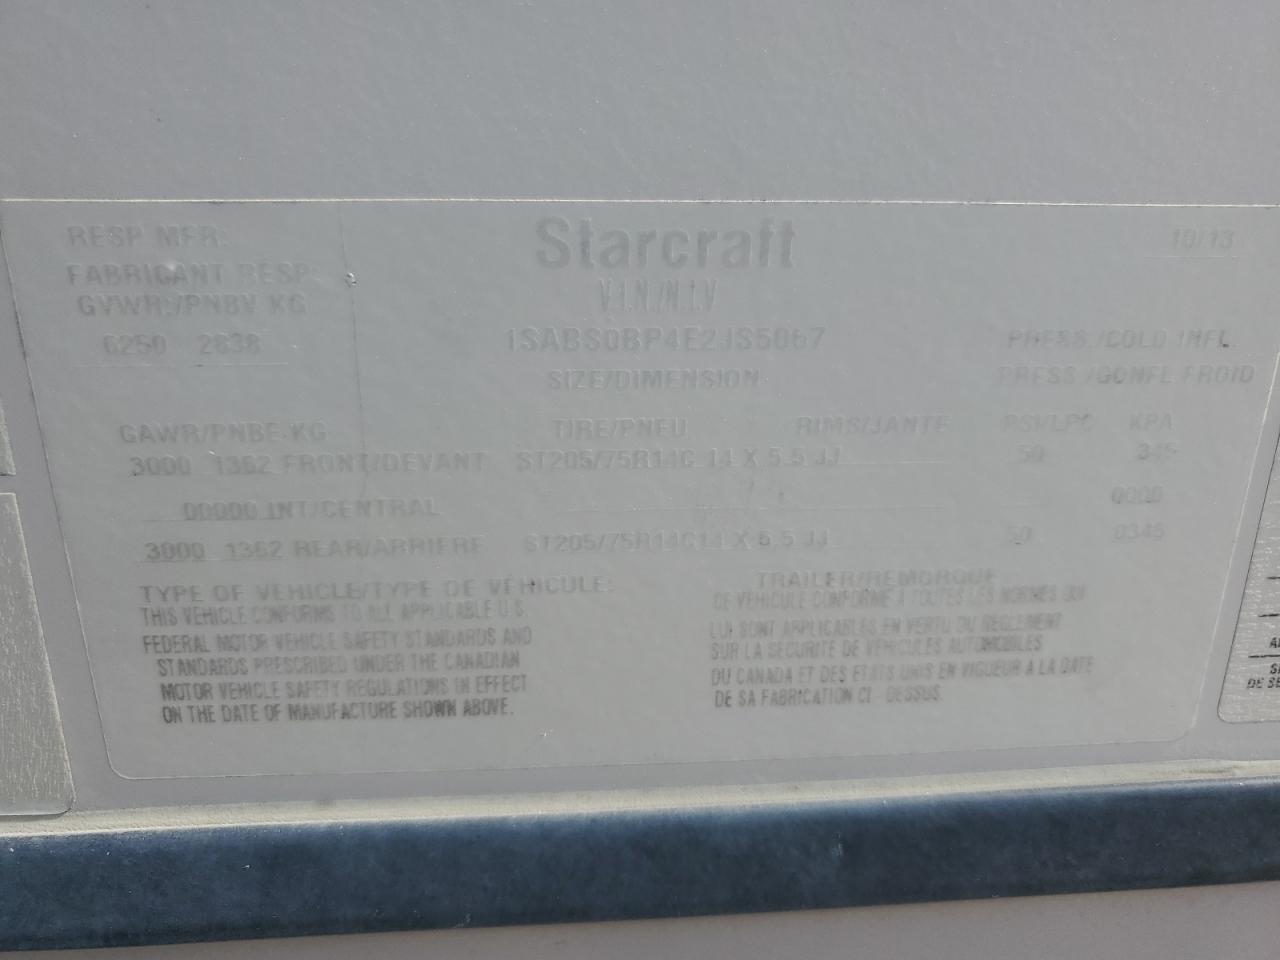 RESP MFR:
Starcraft
10/13
FABRICANT RESP:
GVWR:/PNBV KG
V.I.N./N.I.V
6250 2838
1SABS0BP4E2JS5067
PRESS /COLD INFL.
SIZE/DIMENSION
PRESS /GONFL FROID
GAWR/PNBE-KG TIRE/PNEU RIMS/JANTE PSI/LPC KPA
3000 1362 FRONT/DEVANT ST205/75R14C 14 X 5.5 JJ 50 345
00000 INT/CENTRAL 0000
3000 1362 REAR/ARRIERE ST205/75R14C14 X 5.5 JJ 50 0345
TYPE OF VEHICLE/TYPE DE VÉHICULE: TRAILER/REMORQUE
THIS VEHICLE CONFORMS TO ALL APPLICABLE U.S.
FEDERAL MOTOR VEHICLE SAFETY STANDARDS AND
STANDARDS PRESCRIBED UNDER THE CANADIAN
MOTOR VEHICLE SAFETY REGULATIONS IN EFFECT
ON THE DATE OF MANUFACTURE SHOWN ABOVE.
CE VEHICULE CONFORME A TOUTES LES NORMES QUI
LUI SONT APPLICABLES EN VERTU DU REGLEMENT
SUR LA SECURITE DE VEHICULES AUTOMOBILES
DU CANADA ET DES ETATS UNIS EN VIGUEUR A LA DATE
DE SA FABRICATION CI - DESSUS.
DE SE